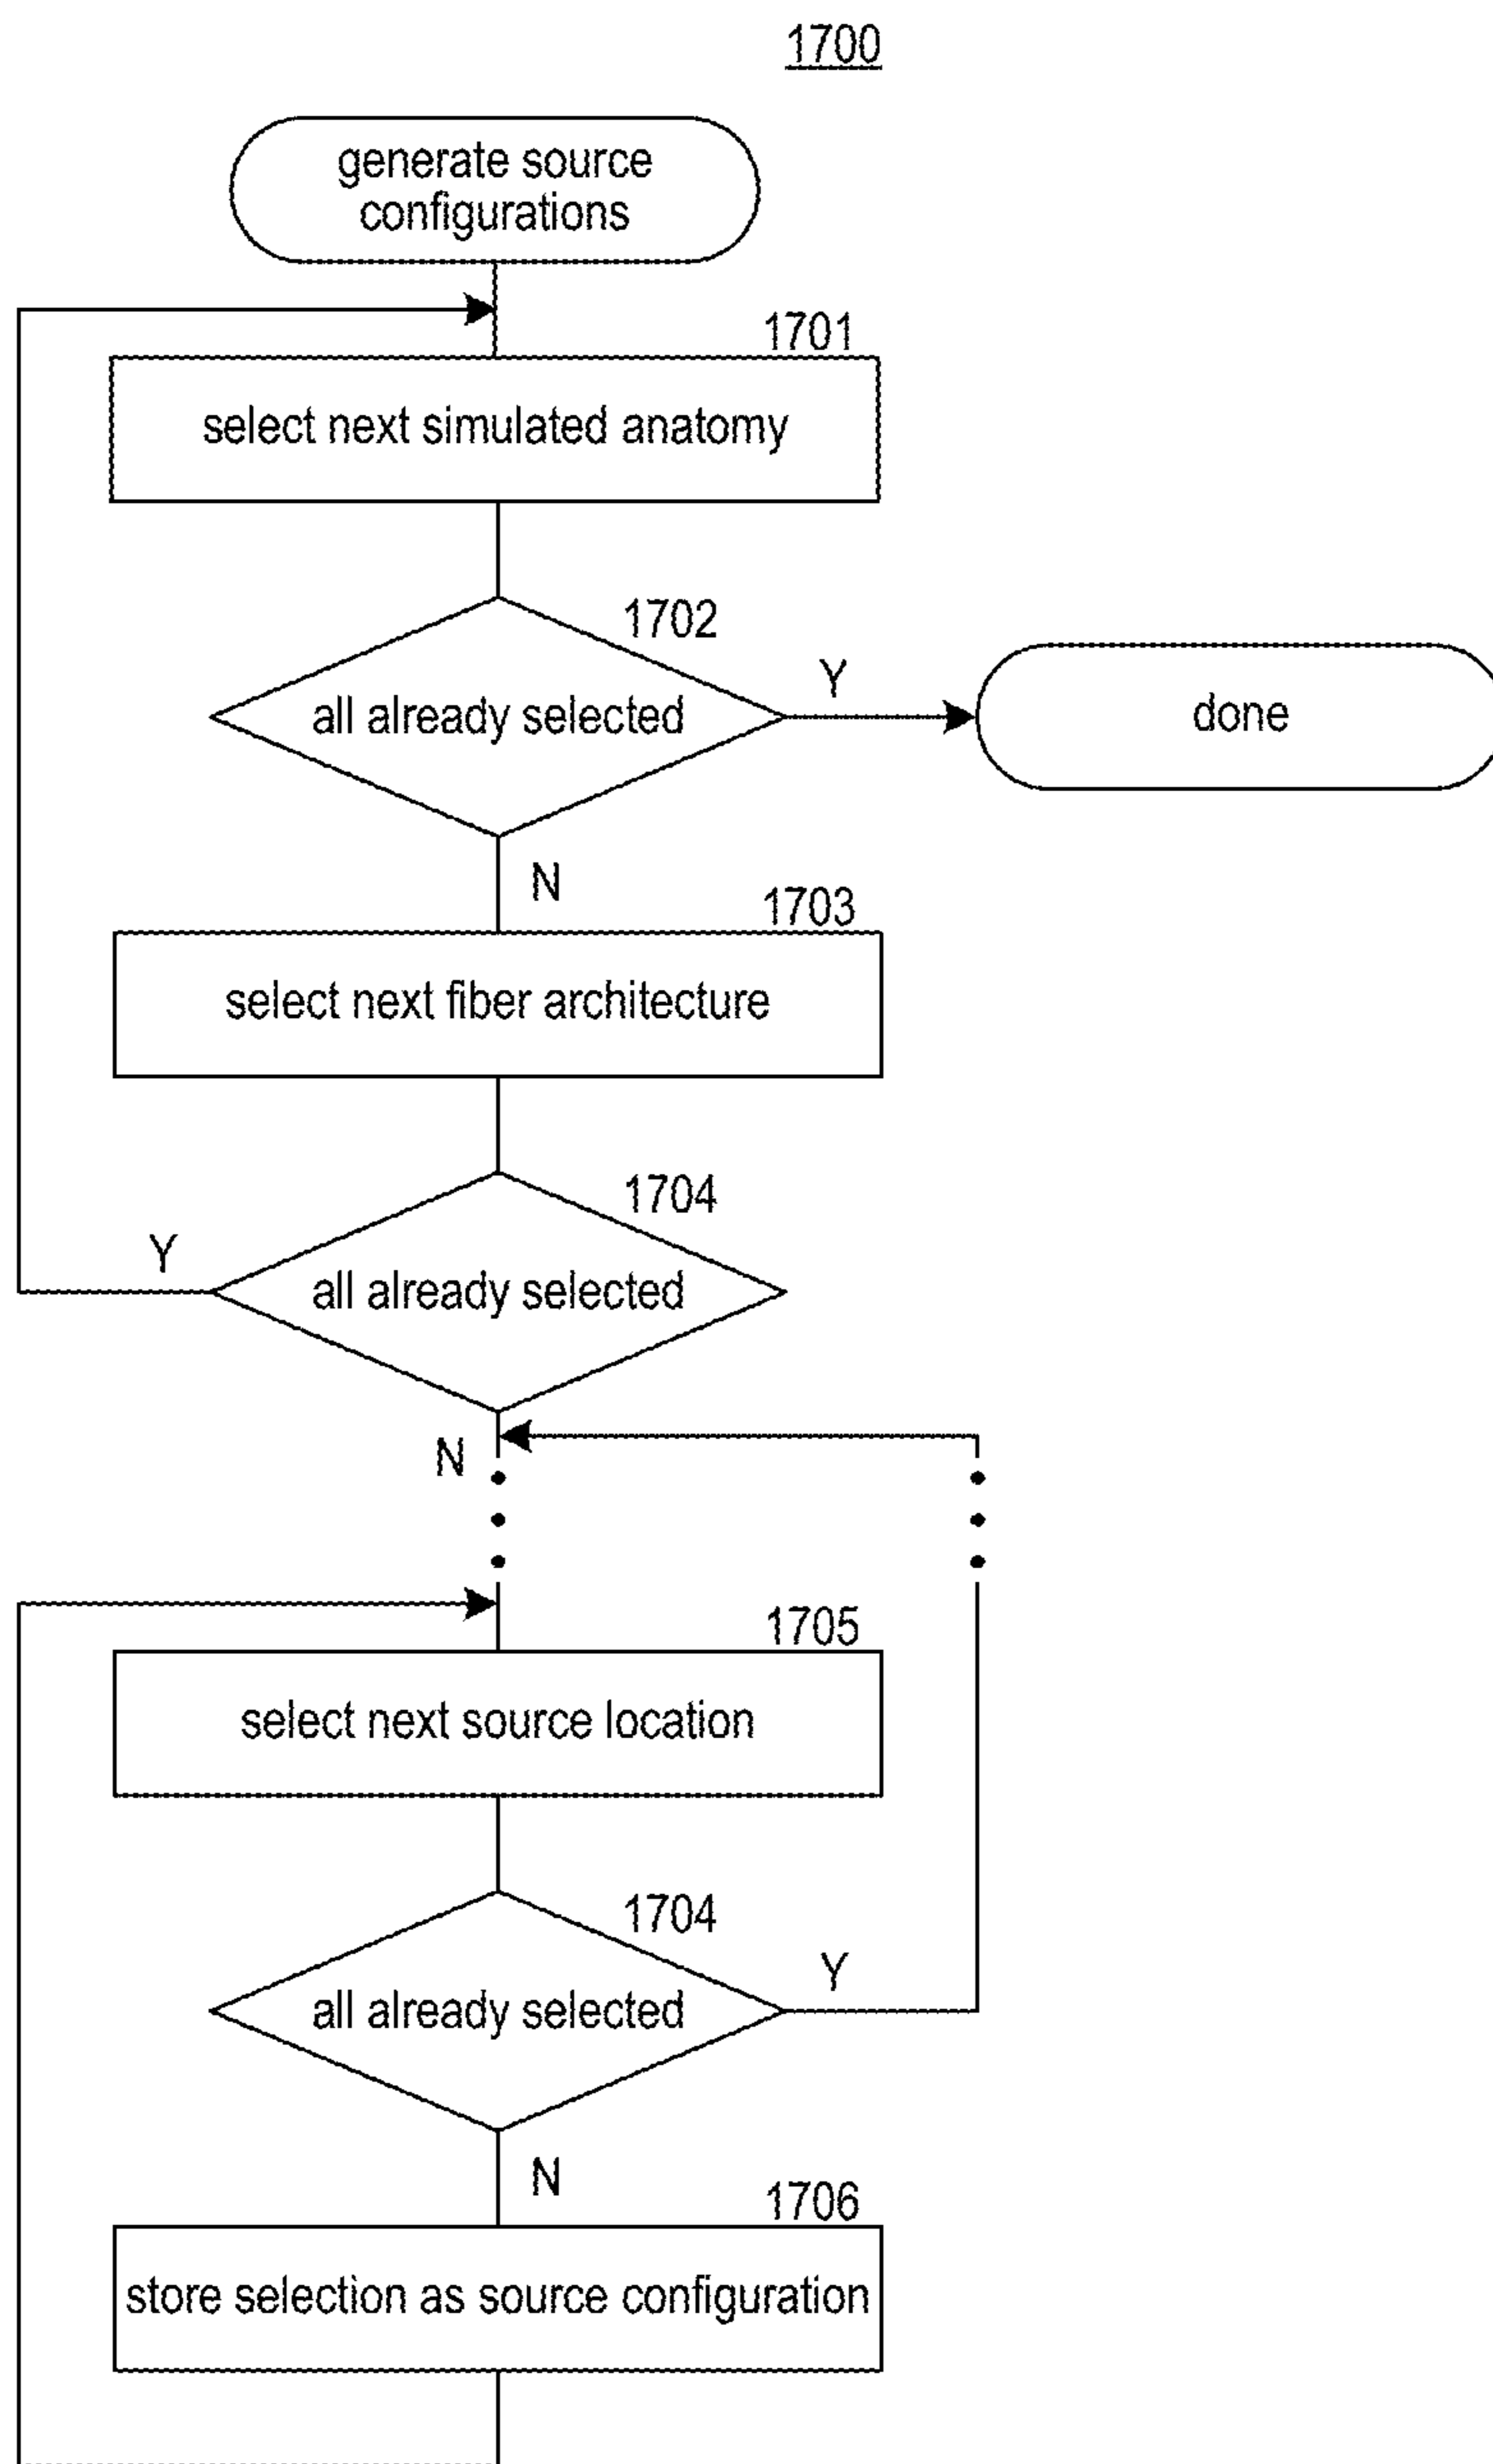 1700
generate source
configurations
1701
select next simulated anatomy
1702
all already selected
Y
done
N
1703
select next fiber architecture
1704
all already selected
Y
N
1705
select next source location
1704
all already selected
Y
N
1706
store selection as source configuration